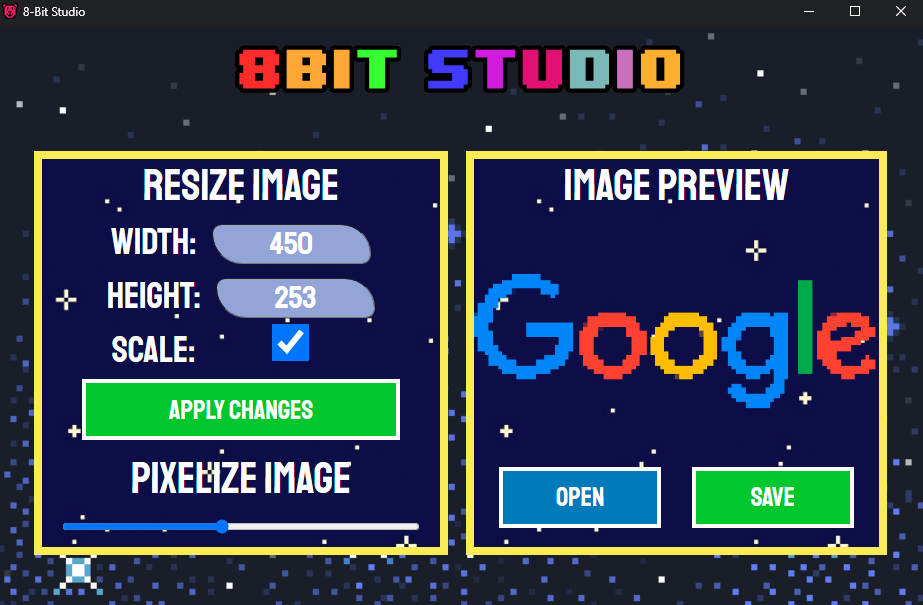 8-Bit Studio
8BIT STUDIO
RESIZE IMAGE
WIDTH: 450
HEIGHT: 253
SCALE:
APPLY CHANGES
PIXELIZE IMAGE
IMAGE PREVIEW
Google
OPEN
SAVE